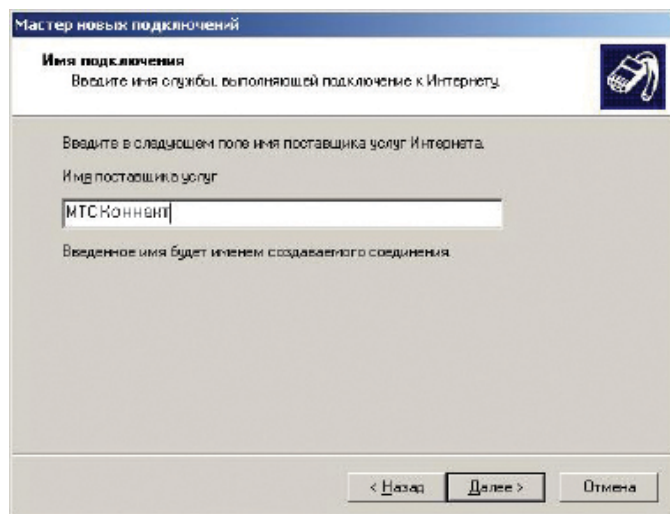 Мастер новых подключений
Имя подключения
Введите имя службы, выполняющей подключение к Интернету.
Введите в следующем поле имя поставщика услуг Интернета.
Имя поставщика услуг
МТС Коннект
Введенное имя будет именем создаваемого соединения.
< Назад
Далее >
Отмена